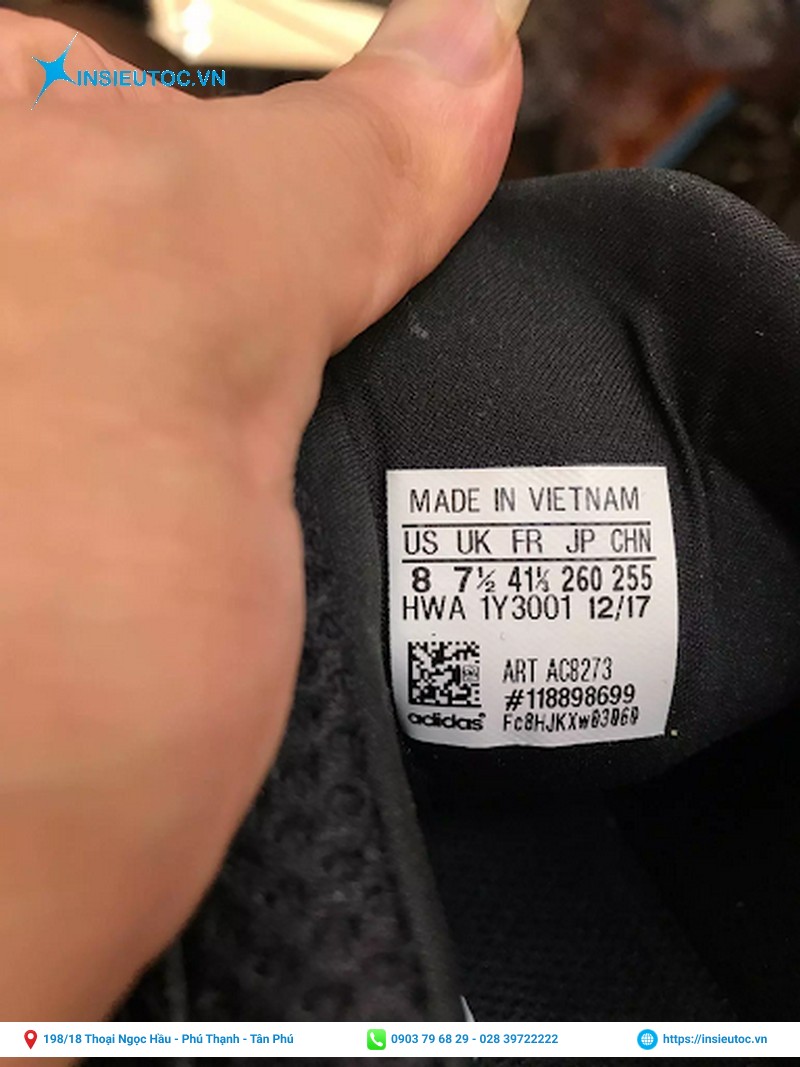 INSIEUTOC.VN
MADE IN VIETNAM
US UK FR JP CHN
8 7½ 41⅓ 260 255
HWA 1Y3001 12/17
ART AC8273
#118898699
adidas Fc8HJKXw03060
198/18 Thoại Ngọc Hầu - Phú Thạnh - Tân Phú
0903 79 68 29 - 028 39722222
https://insieutoc.vn